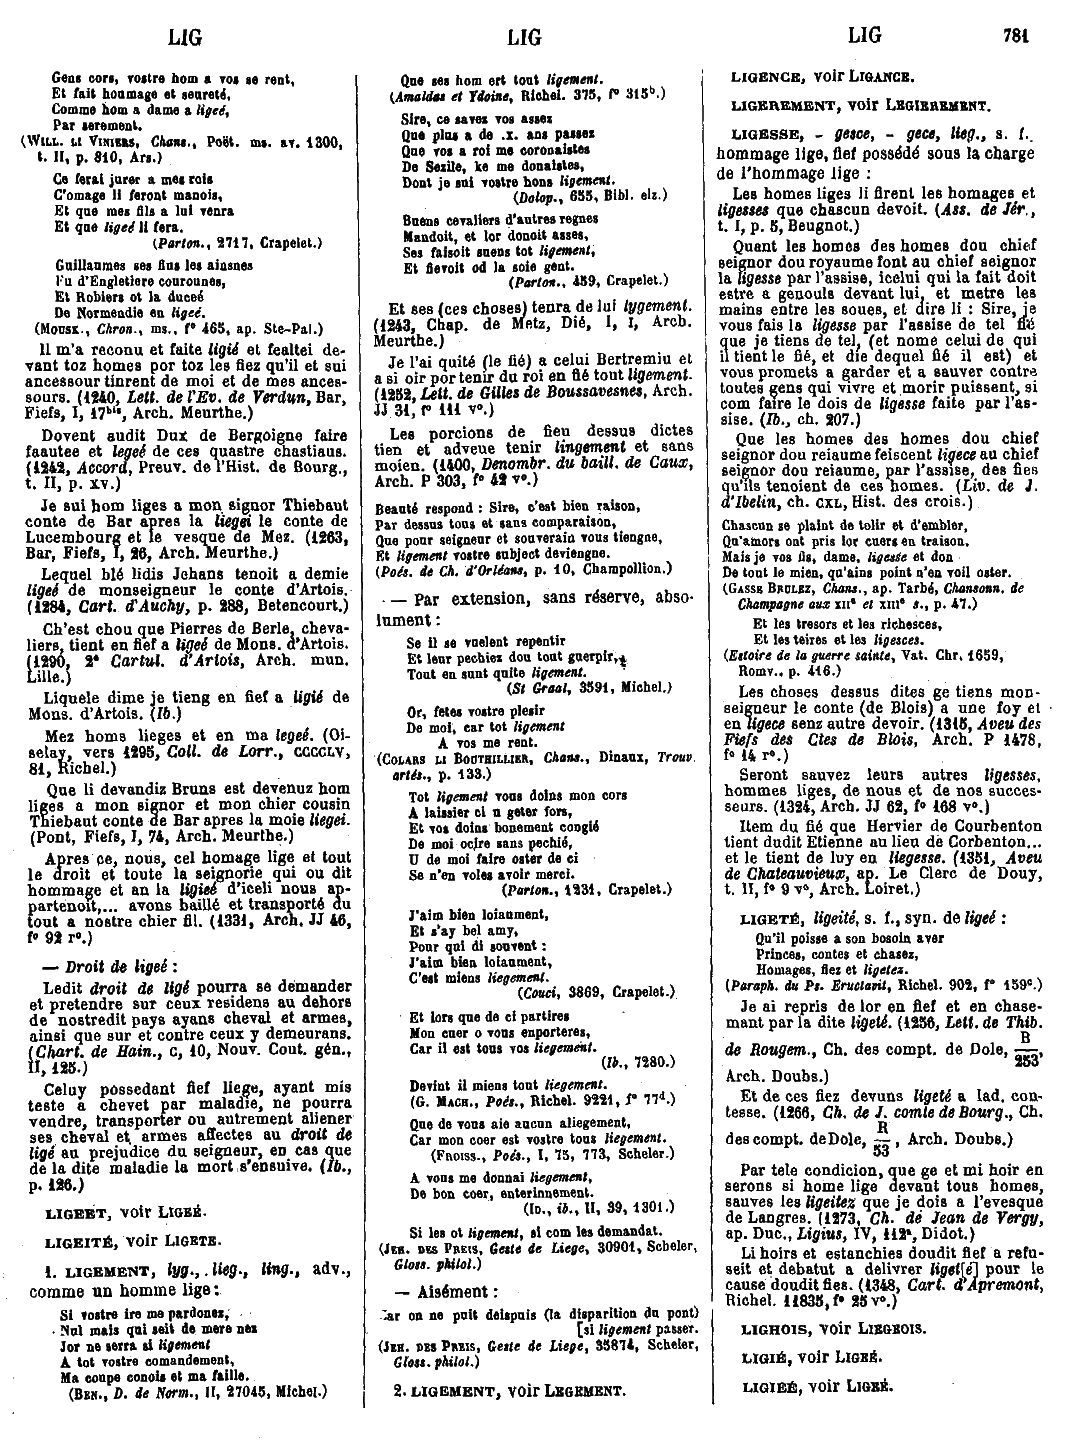 LIG
LIG
LIG 781
Gens cors, vostre hom a vos se rent,
Et fait houmage et seureté,
Comme hom a dame a ligeé,
Par serement.
(WILL. LI VINIERS, Chans., Poët. ms. av. 1300,
t. II, p. 810, Ars.)
Ce ferai jurer a mes rois
C'omage li feront manois,
Et que mes fils a lui venra
Et que ligeé li fera.
(Parton., 2717, Crapelet.)
Guillaumes ses fius les ainsnes
Fu d'Engletiere courounes,
Et Robiers ot la duceé
De Normendie en ligeé.
(MOUSK., Chron., ms., f° 465, ap. Ste-Pal.)
Il m'a reconu et faite ligié et fealtei de-
vant toz homes por toz les fiez qu'il et sui
ancessour tinrent de moi et de mes ances-
sours. (1240, Lett. de l'Ev. de Verdun, Bar,
Fiefs, I, 17bis, Arch. Meurthe.)
Dovent audit Dux de Bergoigne faire
faautee et legeé de ces quastre chastiaus.
(1242, Accord, Preuv. de l'Hist. de Bourg.,
t. II, p. XV.)
Je sui hom liges a mon signor Thiebaut
conte de Bar apres la liegei le conte de
Lucembourg et le vesque de Mez. (1263,
Bar, Fiefs, I, 26, Arch. Meurthe.)
Lequel blé lidis Jehans tenoit a demie
ligeé de monseigneur le conte d'Artois.
(1284, Cart. d'Auchy, p. 288, Betencourt.)
Ch'est chou que Pierres de Berle, cheva-
liers, tient en fief a ligeé de Mons. d'Artois.
(1290, 2e Cartul. d'Artois, Arch. mun.
Lille.)
Liquele dime je tieng en fief a ligié de
Mons. d'Artois. (Ib.)
Mez homs lieges et en ma legeé. (Oi-
selay, vers 1295, Coll. de Lorr., CCCCLV,
81, Richel.)
Que li devandiz Bruns est devenuz hom
liges a mon signor et mon chier cousin
Thiebaut conte de Bar apres la moie liegei.
(Pont, Fiefs, I, 74, Arch. Meurthe.)
Apres ce, nous, cel homage lige et tout
le droit et toute la seignorie qui ou dit
hommage et an la ligieé d'iceli nous ap-
partenoit,... avons baillé et transporté du
tout a nostre chier fil. (1331, Arch. JJ 46,
f° 92 r°.)
— Droit de ligeé :
Ledit droit de ligé pourra se demander
et pretendre sur ceux residens au dehors
de nostredit pays ayans cheval et armes,
ainsi que sur et contre ceux y demeurans.
(Chart. de Hain., C, 10, Nouv. Cout. gén.,
II, 125.)
Celuy possedant fief liege, ayant mis
teste a chevet par maladie, ne pourra
vendre, transporter ou autrement aliener
ses cheval et armes affectes au droit de
ligé au prejudice du seigneur, en cas que
de la dite maladie la mort s'ensuive. (Ib.,
p. 126.)
LIGEET, voir LIGEÉ.
LIGEITÉ, voir LIGETE.
1. LIGEMENT, lyg., lieg., ling., adv.,
comme un homme lige :
Si vostre ire me pardonez,
Nul mais qui seit de mere nez
Jor ne serra si ligement
A tot vostre comandement,
Ma coupe conois et ma faille.
(BEN., D. de Norm., II, 27045, Michel.)
Que ses hom ert tout ligement.
(Amaldas et Ydoine, Richel. 375, f° 315b.)
Sire, ce savez vos assez
Que plus a de .x. ans passez
Que vos a roi me coronaistes
De Sezile, ke me donaistes,
Dont je sui vostre hons ligement.
(Dolop., 655, Bibl. elz.)
Buens cevaliers d'autres regnes
Mandoit, et lor donoit asses,
Ses faisoit suens tot ligement,
Et fievoit od la soie gent.
(Parton., 459, Crapelet.)
Et ses (ces choses) tenra de lui lygement.
(1243, Chap. de Metz, Dié, I, I, Arch.
Meurthe.)
Je l'ai quité (le fié) a celui Bertremiu et
a si oir por tenir du roi en fié tout ligement.
(1252, Lett. de Gilles de Boussavesnes, Arch.
JJ 31, f° III v°.)
Les porcions de fieu dessus dictes
tien et adveue tenir lingement et sans
moien. (1400, Denombr. du baill. de Caux,
Arch. P 303, f° 42 v°.)
Beauté respond : Sire, c'est bien raison,
Par dessus tous et sans comparaison,
Que pour seigneur et souverain vous tiengne,
Et ligement vostre subject deviengne.
(Poés. de Ch. d'Orléans, p. 10, Champollion.)
— Par extension, sans réserve, abso-
lument :
Se il se vuelent repentir
Et leur pechiez dou tout guerpir,
Tout en sunt quite ligement.
(St Graal, 3591, Michel.)
Or, fetes vostre plesir
De moi, car tot ligement
A vos me rent.
(COLARS LI BOUTHILLIER, Chans., Dinaux, Trouv.
artés., p. 133.)
Tot ligement vous doins mon cors
A laissier ci u geter fors,
Et vos doins bonement congié
De moi ocire sans pechié,
U de moi faire oster de ci
Se n'en voles avoir merci.
(Parton., 1231, Crapelet.)
J'aim bien loiaument,
Et s'ay bel amy,
Pour qui di souvent :
J'aim bien loiaument,
C'est miens liegement.
(Couci, 3869, Crapelet.)
Et lors que de ci partires
Mon cuer o vous enporteres,
Car il est tous vos liegement.
(Ib., 7280.)
Devint il miens tout liegement.
(G. MACH., Poés., Richel. 9221, f° 77d.)
Que de vous aie aucun aliegement,
Car mon coer est vostre tous liegement.
(FROISS., Poés., I, 75, 773, Scheler.)
A vous me donnai liegement,
De bon coer, enterinnement.
(ID., ib., II, 39, 1301.)
Si les ot ligement, si com les demandat.
(JEH. DES PREIS, Geste de Liege, 30901, Scheler,
Gloss. philol.)
— Aisément :
Car on ne puit delspuis (la disparition du pont)
[si ligement passer.
(JEH. DES PREIS, Geste de Liege, 35874, Scheler,
Gloss. philol.)
2. LIGEMENT, voir LEGEMENT.
LIGENCE, voir LIGANCE.
LIGEREMENT, voir LEGIEREMENT.
LIGESSE, - gesce, - gece, lieg., s. f.,
hommage lige, fief possédé sous la charge
de l'hommage lige :
Les homes liges li firent les homages et
ligesses que chascun devoit. (Ass. de Jér.,
t. I, p. 5, Beugnot.)
Quant les homes des homes dou chief
seignor dou royaume font au chief seignor
la ligesse par l'assise, icelui qui la fait doit
estre a genouls devant lui, et metre les
mains entre les soues, et dire li : Sire, je
vous fais la ligesse par l'assise de tel fié
que je tiens de tel, (et nome celui de qui
il tient le fié, et die dequel fié il est) et
vous promets a garder et a sauver contre
toutes gens qui vivre et morir puissent, si
com faire le dois de ligesse faite par l'as-
sise. (Ib., ch. 207.)
Que les homes des homes dou chief
seignor dou reiaume feiscent ligece au chief
seignor dou reiaume, par l'assise, des fies
qu'ils tenoient de ces homes. (Liv. de J.
d'Ibelin, ch. CXL, Hist. des crois.)
Chascun se plaint de tolir et d'embler,
Qu'amors ont pris lor cuers en traison,
Mais je vos fis, dame, ligesse et don
De tout le mien, qu'ains point n'en voil oster.
(GASSE BRULEZ, Chans., ap. Tarbé, Chansonn. de
Champagne aux XIIe et XIIIe s., p. 47.)
Et les tresors et les richesces,
Et les teires et les ligesces.
(Estoire de la guerre sainte, Vat. Chr. 1659,
Romv., p. 416.)
Les choses dessus dites ge tiens mon-
seigneur le conte (de Blois) a une foy et
en ligece senz autre devoir. (1315, Aveu des
Fiefs des Ctes de Blois, Arch. P 1478,
f° 14 r°.)
Seront sauvez leurs autres ligesses,
hommes liges, de nous et de nos succes-
seurs. (1324, Arch. JJ 62, f° 168 v°.)
Item du fié que Hervier de Courbenton
tient dudit Etienne au lieu de Corbenton...
et le tient de luy en liegesse. (1351, Aveu
de Chateauvieux, ap. Le Clerc de Douy,
t. II, f° 9 v°, Arch. Loiret.)
LIGETÉ, ligeité, s. f., syn. de ligeé :
Qu'il poisse a son bosoin aver
Princes, contes et chasez,
Homages, fiez et ligetez.
(Paraph. du Ps. Eructavit, Richel. 902, f° 159c.)
Je ai repris de lor en fief et en chase-
mant par la dite ligeté. (1256, Lett. de Thib.
de Rougem., Ch. des compt. de Dole, R/253,
Arch. Doubs.)
Et de ces fiez devuns ligeté a lad. con-
tesse. (1266, Ch. de J. comte de Bourg., Ch.
des compt. de Dole, R/53, Arch. Doubs.)
Par tele condicion, que ge et mi hoir en
serons si home lige devant tous homes,
sauves les ligeitez que je dois a l'evesque
de Langres. (1273, Ch. de Jean de Vergy,
ap. Duc., Ligius, IV, 112a, Didot.)
Li hoirs et estanchies doudit fief a refu-
seit et debatut a delivrer liget[é] pour le
cause doudit fies. (1348, Cart. d'Apremont,
Richel. 11835, f° 25 v°.)
LIGHOIS, voir LIEGEOIS.
LIGIÉ, voir LIGEÉ.
LIGIEÉ, voir LIGEÉ.